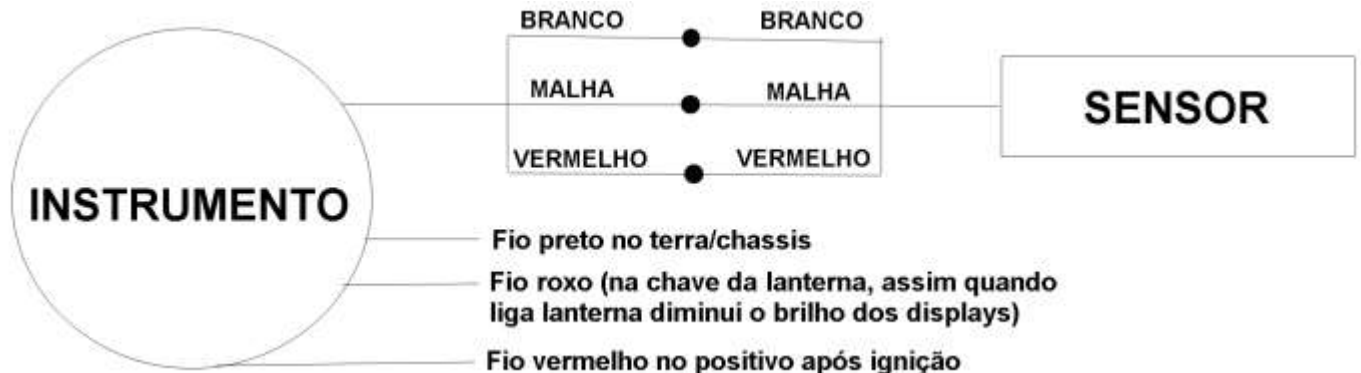 BRANCO BRANCO
MALHA MALHA
SENSOR
VERMELHO VERMELHO
INSTRUMENTO
Fio preto no terra/chassis
Fio roxo (na chave da lanterna, assim quando
liga lanterna diminui o brilho dos displays)
Fio vermelho no positivo após ignição